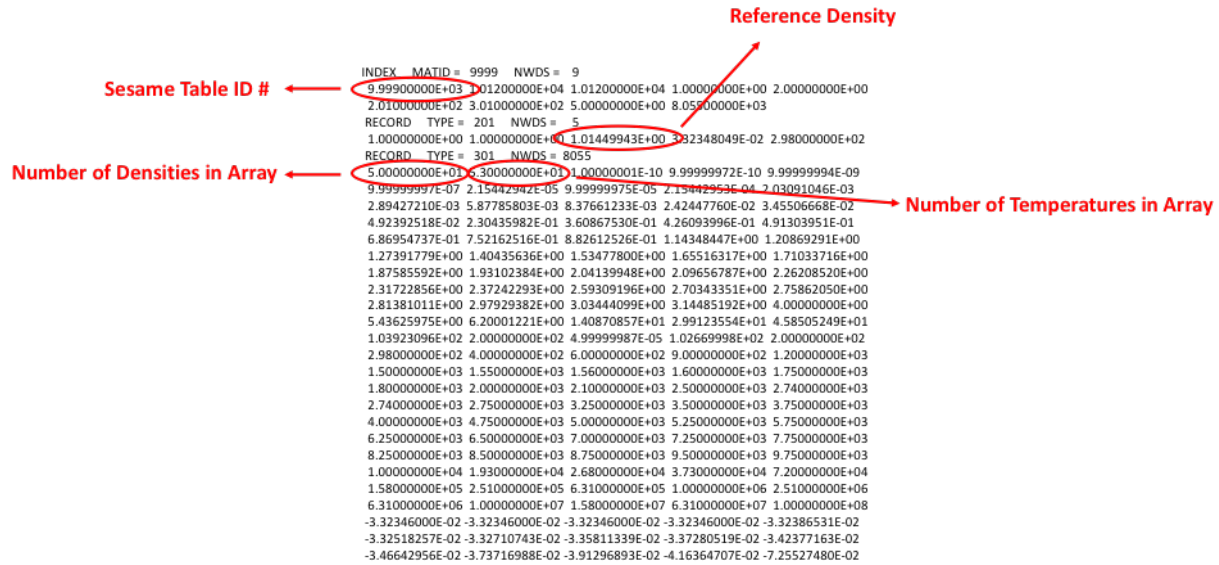 Reference Density
INDEX MATID = 9999 NWDS = 9
Sesame Table ID #
9.99900000E+03 1.01200000E+04 1.01200000E+04 1.00000000E+00 2.00000000E+00
2.01000000E+02 3.01000000E+02 5.00000000E+00 8.05500000E+03
RECORD TYPE = 201 NWDS = 5
1.00000000E+00 1.00000000E+00 1.01449943E+00 3.32348049E-02 2.98000000E+02
RECORD TYPE = 301 NWDS = 8055
Number of Densities in Array
5.00000000E+01 5.30000000E+01 1.00000001E-10 9.99999972E-10 9.99999994E-09
9.99999997E-07 2.15442942E-05 9.99999975E-05 2.15442953E-04 2.03091046E-03
Number of Temperatures in Array
2.89427210E-03 5.87785803E-03 8.37661233E-03 2.42447760E-02 3.45506668E-02
4.92392518E-02 2.30435982E-01 3.60867530E-01 4.26093996E-01 4.91303951E-01
6.86954737E-01 7.52162516E-01 8.82612526E-01 1.14348447E+00 1.20869291E+00
1.27391779E+00 1.40435636E+00 1.53477800E+00 1.65516317E+00 1.71033716E+00
1.87585592E+00 1.93102384E+00 2.04139948E+00 2.09656787E+00 2.26208520E+00
2.31722856E+00 2.37242293E+00 2.59309196E+00 2.70343351E+00 2.75862050E+00
2.81381011E+00 2.97929382E+00 3.03444099E+00 3.14485192E+00 4.00000000E+00
5.43625975E+00 6.20001221E+00 1.40870857E+01 2.99123554E+01 4.58505249E+01
1.03923096E+02 2.00000000E+02 4.99999987E-05 1.02669998E+02 2.00000000E+02
2.98000000E+02 4.00000000E+02 6.00000000E+02 9.00000000E+02 1.20000000E+03
1.50000000E+03 1.55000000E+03 1.56000000E+03 1.60000000E+03 1.75000000E+03
1.80000000E+03 2.00000000E+03 2.10000000E+03 2.50000000E+03 2.74000000E+03
2.74000000E+03 2.75000000E+03 3.25000000E+03 3.50000000E+03 3.75000000E+03
4.00000000E+03 4.75000000E+03 5.00000000E+03 5.25000000E+03 5.75000000E+03
6.25000000E+03 6.50000000E+03 7.00000000E+03 7.25000000E+03 7.75000000E+03
8.25000000E+03 8.50000000E+03 8.75000000E+03 9.50000000E+03 9.75000000E+03
1.00000000E+04 1.93000000E+04 2.68000000E+04 3.73000000E+04 7.20000000E+04
1.58000000E+05 2.51000000E+05 6.31000000E+05 1.00000000E+06 2.51000000E+06
6.31000000E+06 1.00000000E+07 1.58000000E+07 6.31000000E+07 1.00000000E+08
-3.32346000E-02 -3.32346000E-02 -3.32346000E-02 -3.32346000E-02 -3.32386531E-02
-3.32518257E-02 -3.32710743E-02 -3.35811339E-02 -3.37280519E-02 -3.42377163E-02
-3.46642956E-02 -3.73716988E-02 -3.91296893E-02 -4.16364707E-02 -7.25527480E-02